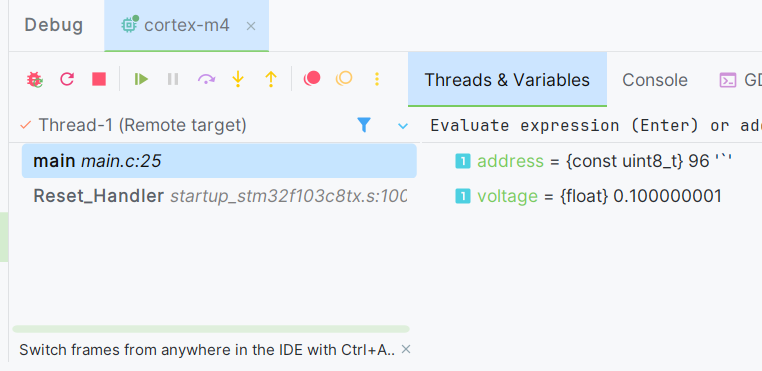 Debug cortex-m4
Threads & Variables Console GD
Thread-1 (Remote target)
Evaluate expression (Enter) or ad
main main.c:25
address = {const uint8_t} 96 '`'
Reset_Handler startup_stm32f103c8tx.s:100
voltage = {float} 0.100000001
Switch frames from anywhere in the IDE with Ctrl+A..